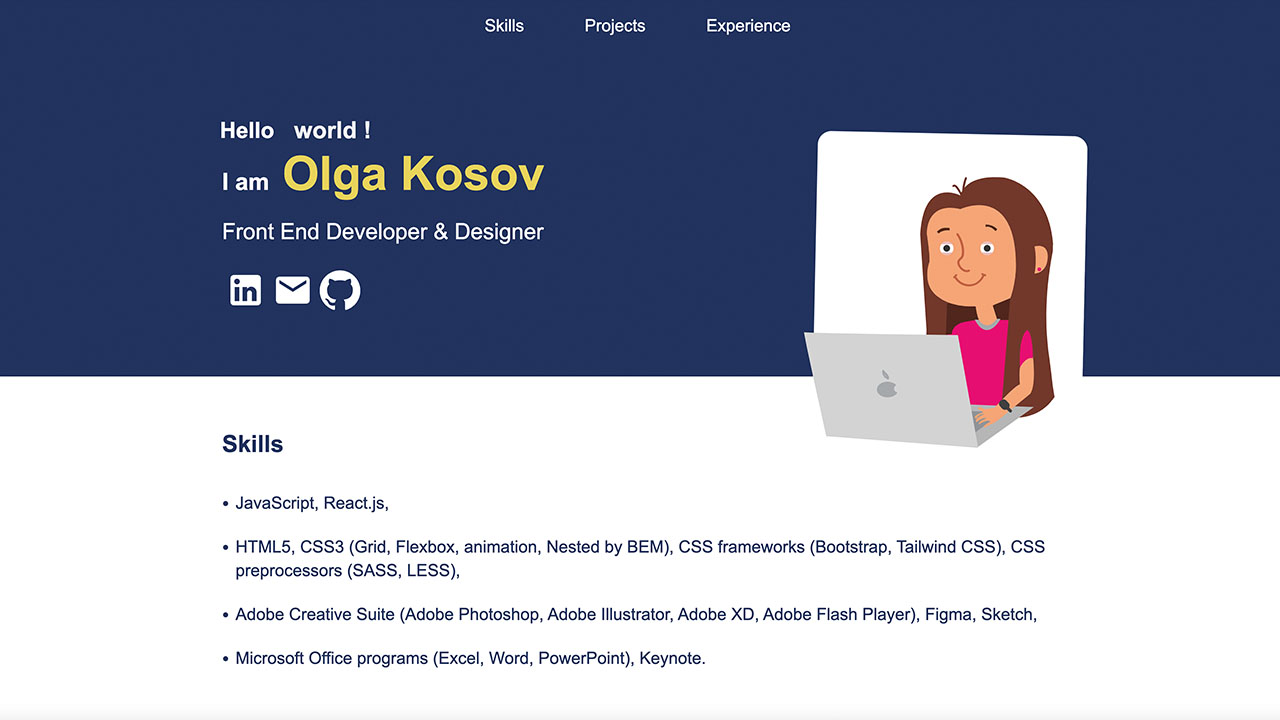 Skills Projects Experience
Hello world !
I am Olga Kosov
Front End Developer & Designer
in
Skills
• JavaScript, React.js,
• HTML5, CSS3 (Grid, Flexbox, animation, Nested by BEM), CSS frameworks (Bootstrap, Tailwind CSS), CSS
preprocessors (SASS, LESS),
• Adobe Creative Suite (Adobe Photoshop, Adobe Illustrator, Adobe XD, Adobe Flash Player), Figma, Sketch,
• Microsoft Office programs (Excel, Word, PowerPoint), Keynote.